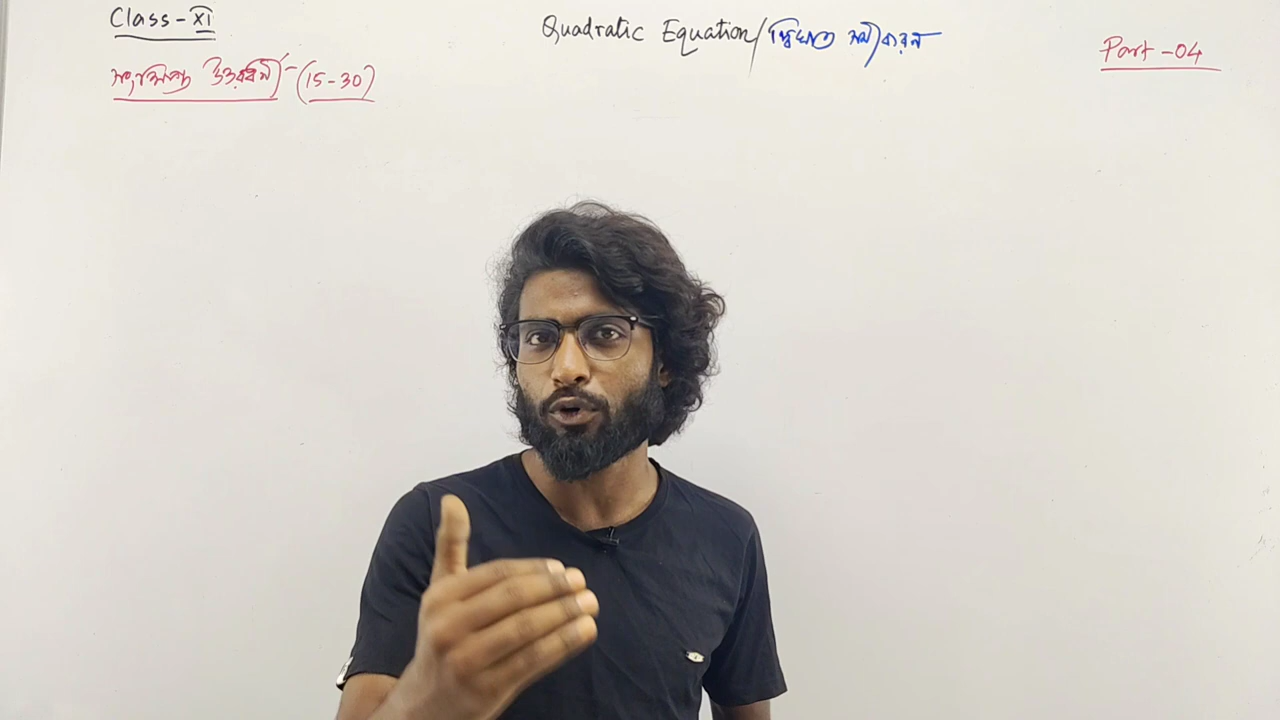 Class - XI
Quadratic Equation/দ্বিঘাত সমীকরণ
Part - 04
সংক্ষিপ্ত উত্তরধর্মী - (15-30)